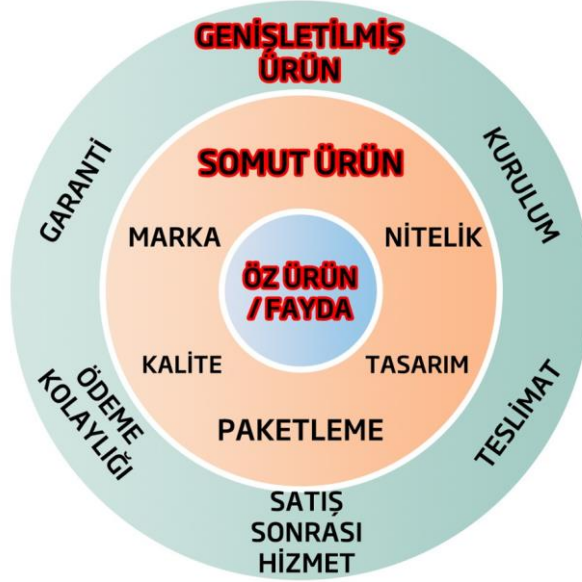 GENİŞLETİLMİŞ
ÜRÜN
GARANTİ
KURULUM
SOMUT ÜRÜN
MARKA
NİTELİK
ÖZ ÜRÜN
/ FAYDA
KALİTE
TASARIM
PAKETLEME
ÖDEME
KOLAYLIĞI
TESLİMAT
SATIŞ
SONRASI
HİZMET